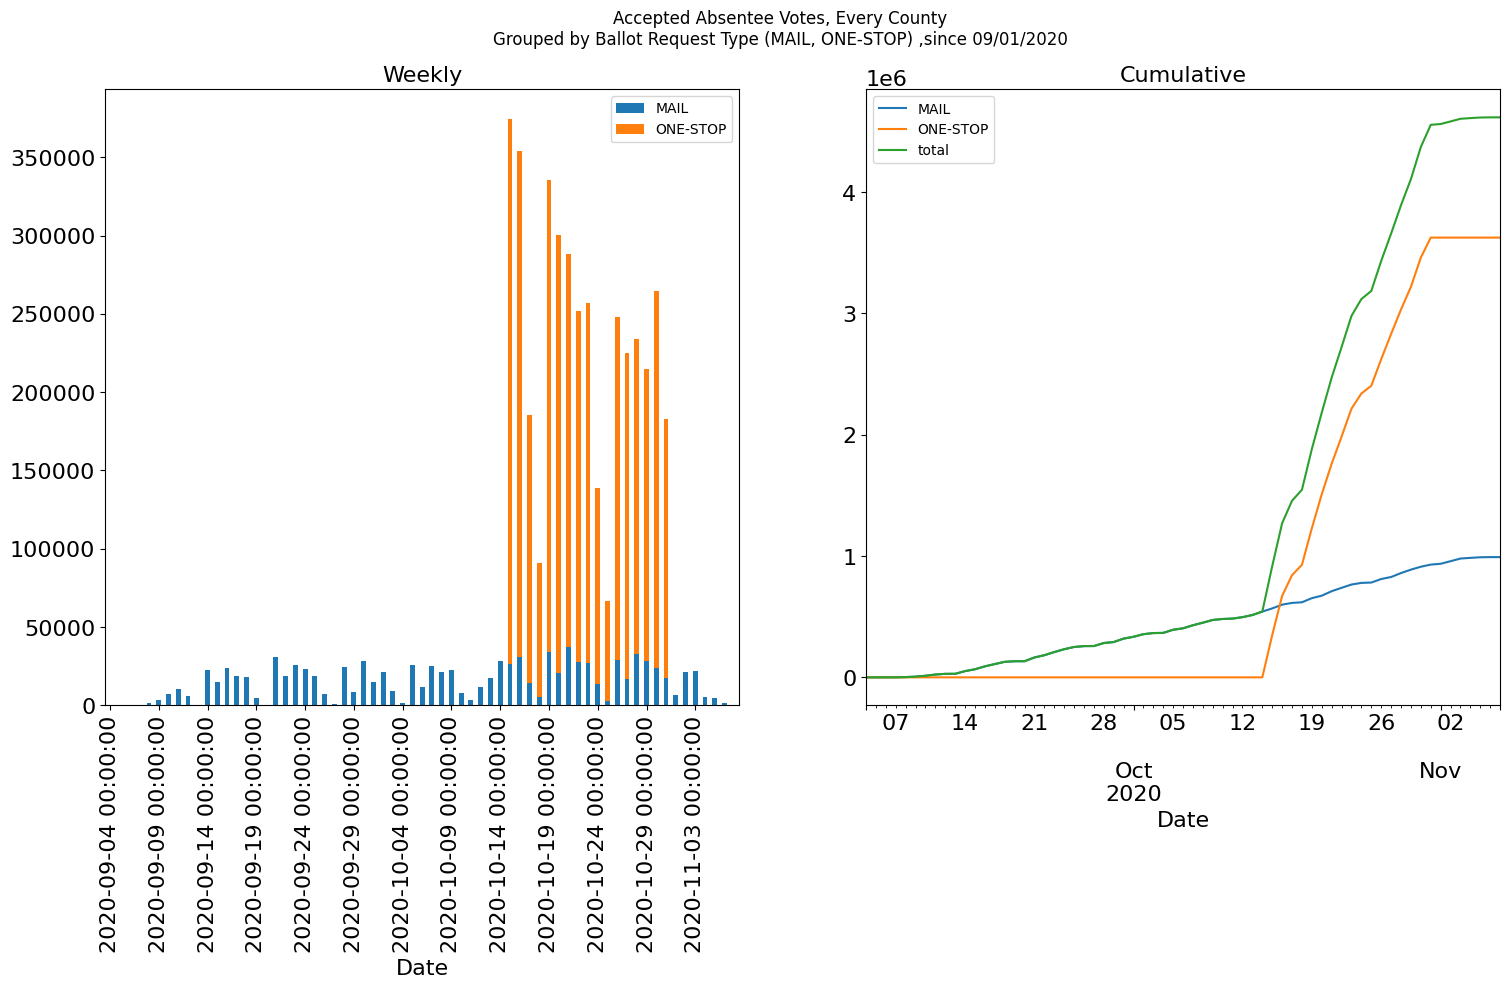 Accepted Absentee Votes, Every County
Grouped by Ballot Request Type (MAIL, ONE-STOP) ,since 09/01/2020
Weekly
MAIL
ONE-STOP
350000
300000
250000
200000
150000
100000
50000
0
2020-09-04 00:00:00
2020-09-09 00:00:00
2020-09-14 00:00:00
2020-09-19 00:00:00
2020-09-24 00:00:00
2020-09-29 00:00:00
2020-10-04 00:00:00
2020-10-09 00:00:00
2020-10-14 00:00:00
2020-10-19 00:00:00
2020-10-24 00:00:00
2020-10-29 00:00:00
2020-11-03 00:00:00
Date
Cumulative
1e6
MAIL
ONE-STOP
total
4
3
2
1
0
07 14 21 28 05 12 19 26 02
Oct Nov
2020
Date